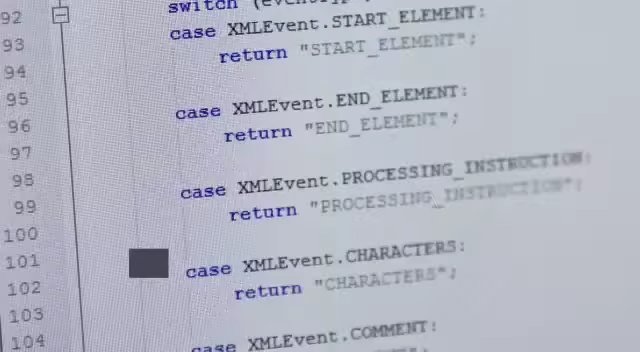 92 switch (
93 case XMLEvent.START_ELEMENT:
94 return "START_ELEMENT";
95
96 case XMLEvent.END_ELEMENT:
97 return "END_ELEMENT";
98
99 case XMLEvent.PROCESSING_INSTRUCTION:
100 return "PROCESSING_INSTRUCTION";
101
102 case XMLEvent.CHARACTERS:
103 return "CHARACTERS";
104
case XMLEvent.COMMENT: